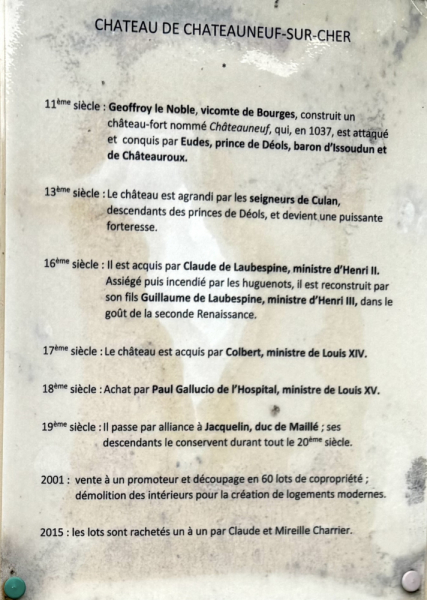 CHATEAU DE CHATEAUNEUF-SUR-CHER
11ème siècle : Geoffroy le Noble, vicomte de Bourges, construit un
château-fort nommé Châteauneuf, qui, en 1037, est attaqué
et conquis par Eudes, prince de Déols, baron d'Issoudun et
de Châteauroux.
13ème siècle : Le château est agrandi par les seigneurs de Culan,
descendants des princes de Déols, et devient une puissante
forteresse.
16ème siècle : Il est acquis par Claude de Laubespine, ministre d'Henri II.
Assiégé puis incendié par les huguenots, il est reconstruit par
son fils Guillaume de Laubespine, ministre d'Henri III, dans le
goût de la seconde Renaissance.
17ème siècle : Le château est acquis par Colbert, ministre de Louis XIV.
18ème siècle : Achat par Paul Gallucio de l'Hospital, ministre de Louis XV.
19ème siècle : Il passe par alliance à Jacquelin, duc de Maillé ; ses
descendants le conservent durant tout le 20ème siècle.
2001 : vente à un promoteur et découpage en 60 lots de copropriété ;
démolition des intérieurs pour la création de logements modernes.
2015 : les lots sont rachetés un à un par Claude et Mireille Charrier.